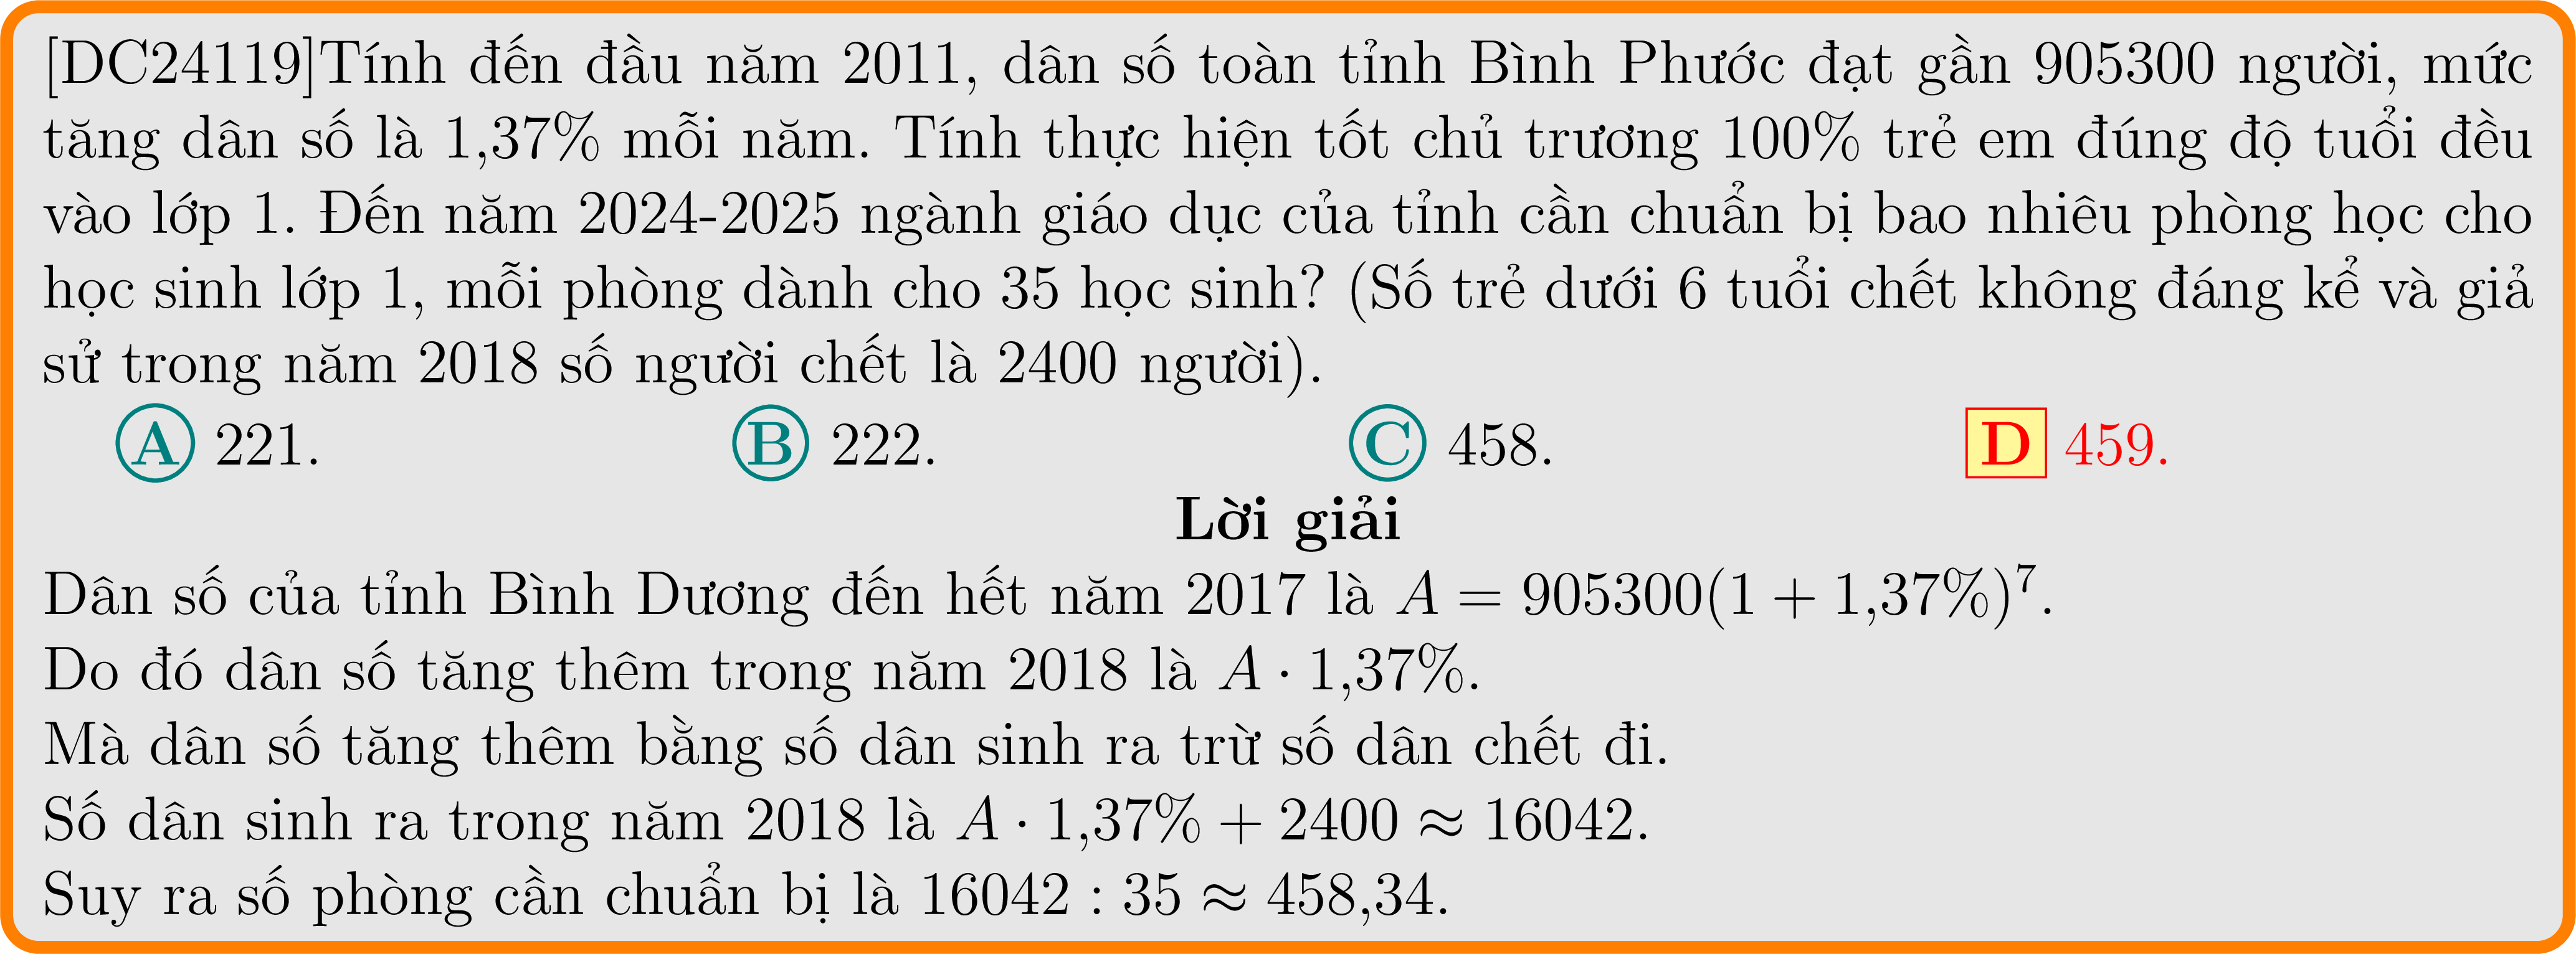 [DC24119]Tính đến đầu năm 2011, dân số toàn tỉnh Bình Phước đạt gần 905300 người, mức
tăng dân số là 1,37% mỗi năm. Tính thực hiện tốt chủ trương 100% trẻ em đúng độ tuổi đều
vào lớp 1. Đến năm 2024-2025 ngành giáo dục của tỉnh cần chuẩn bị bao nhiêu phòng học cho
học sinh lớp 1, mỗi phòng dành cho 35 học sinh? (Số trẻ dưới 6 tuổi chết không đáng kể và giả
sử trong năm 2018 số người chết là 2400 người).
A 221. B 222. C 458. D 459.
Lời giải
Dân số của tỉnh Bình Dương đến hết năm 2017 là A = 905300(1 + 1,37%)⁷.
Do đó dân số tăng thêm trong năm 2018 là A · 1,37%.
Mà dân số tăng thêm bằng số dân sinh ra trừ số dân chết đi.
Số dân sinh ra trong năm 2018 là A · 1,37% + 2400 ≈ 16042.
Suy ra số phòng cần chuẩn bị là 16042 : 35 ≈ 458,34.